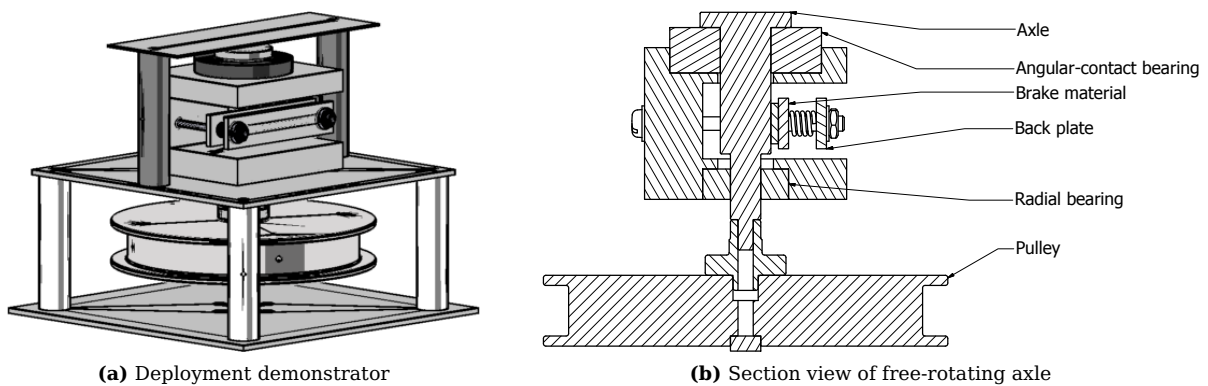 Axle
Angular-contact bearing
Brake material
Back plate
Radial bearing
Pulley
(a) Deployment demonstrator
(b) Section view of free-rotating axle